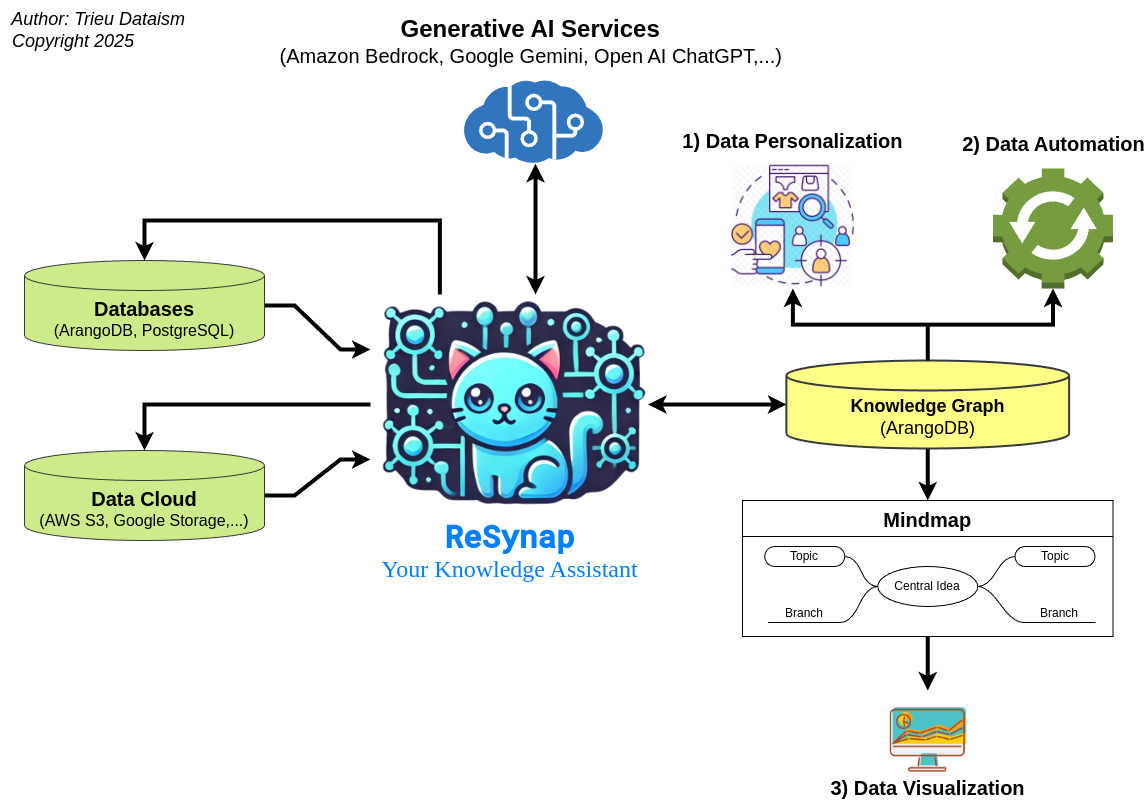 Author: Trieu Dataism
Copyright 2025
Generative AI Services
(Amazon Bedrock, Google Gemini, Open AI ChatGPT,...)
1) Data Personalization
2) Data Automation
Databases
(ArangoDB, PostgreSQL)
Data Cloud
(AWS S3, Google Storage,...)
ReSynap
Your Knowledge Assistant
Knowledge Graph
(ArangoDB)
Mindmap
Topic
Topic
Central Idea
Branch
Branch
3) Data Visualization